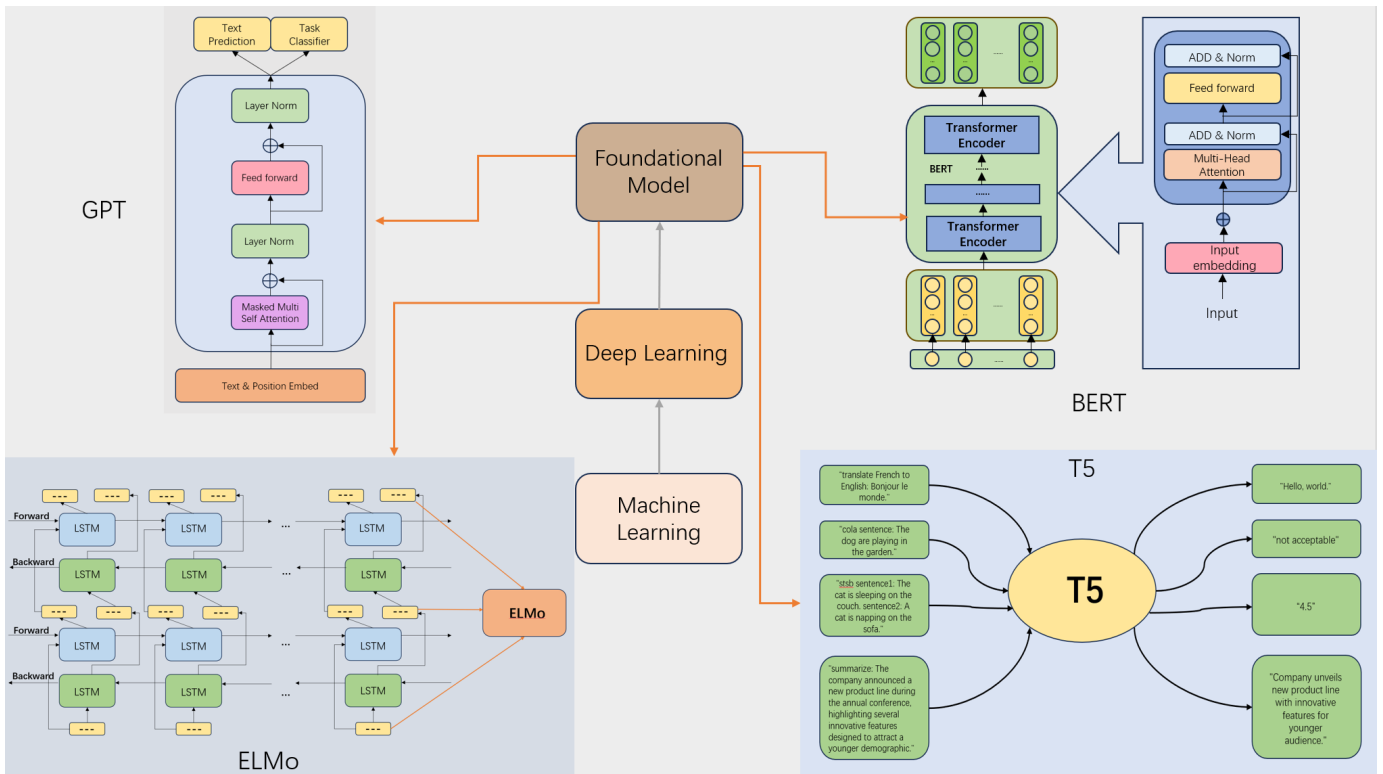 Text
Prediction
Task
Classifier
Layer Norm
Feed forward
Layer Norm
Masked Multi
Self Attention
Text & Position Embed
GPT
Foundational
Model
Deep Learning
Machine
Learning
......
...
...
...
Transformer
Encoder
BERT
......
......
Transformer
Encoder
......
...
...
...
......
ADD & Norm
Feed forward
ADD & Norm
Multi-Head
Attention
Input
embedding
Input
BERT
---
---
---
---
---
---
Forward
LSTM
LSTM
...
LSTM
Backward
LSTM
LSTM
...
LSTM
---
---
---
---
---
---
Forward
LSTM
LSTM
...
LSTM
Backward
LSTM
LSTM
...
LSTM
---
---
---
ELMo
ELMo
T5
"translate French to
English. Bonjour le
monde."
"cola sentence. The
dog are playing in
the garden."
"stsb sentence1. The
cat is sleeping on the
couch. sentence2. A
cat is napping on the
sofa."
"summarize: The
company announced a
new product line during
the annual conference,
highlighting several
innovative features
designed to attract a
younger demographic."
T5
"Hello, world."
"not acceptable"
"4.5"
"Company unveils
new product line
with innovative
features for
younger
audience."